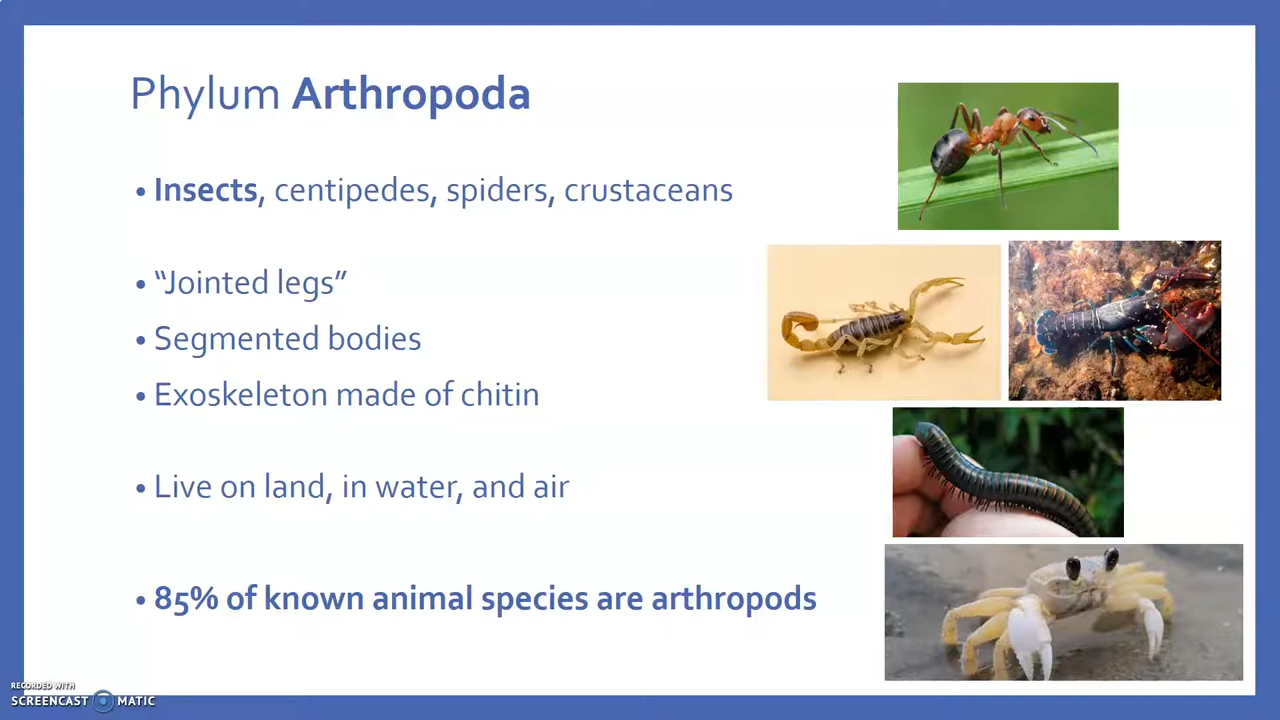 Phylum Arthropoda
• Insects, centipedes, spiders, crustaceans
• “Jointed legs”
• Segmented bodies
• Exoskeleton made of chitin
• Live on land, in water, and air
• 85% of known animal species are arthropods
RECORDED WITH
SCREENCAST MATIC